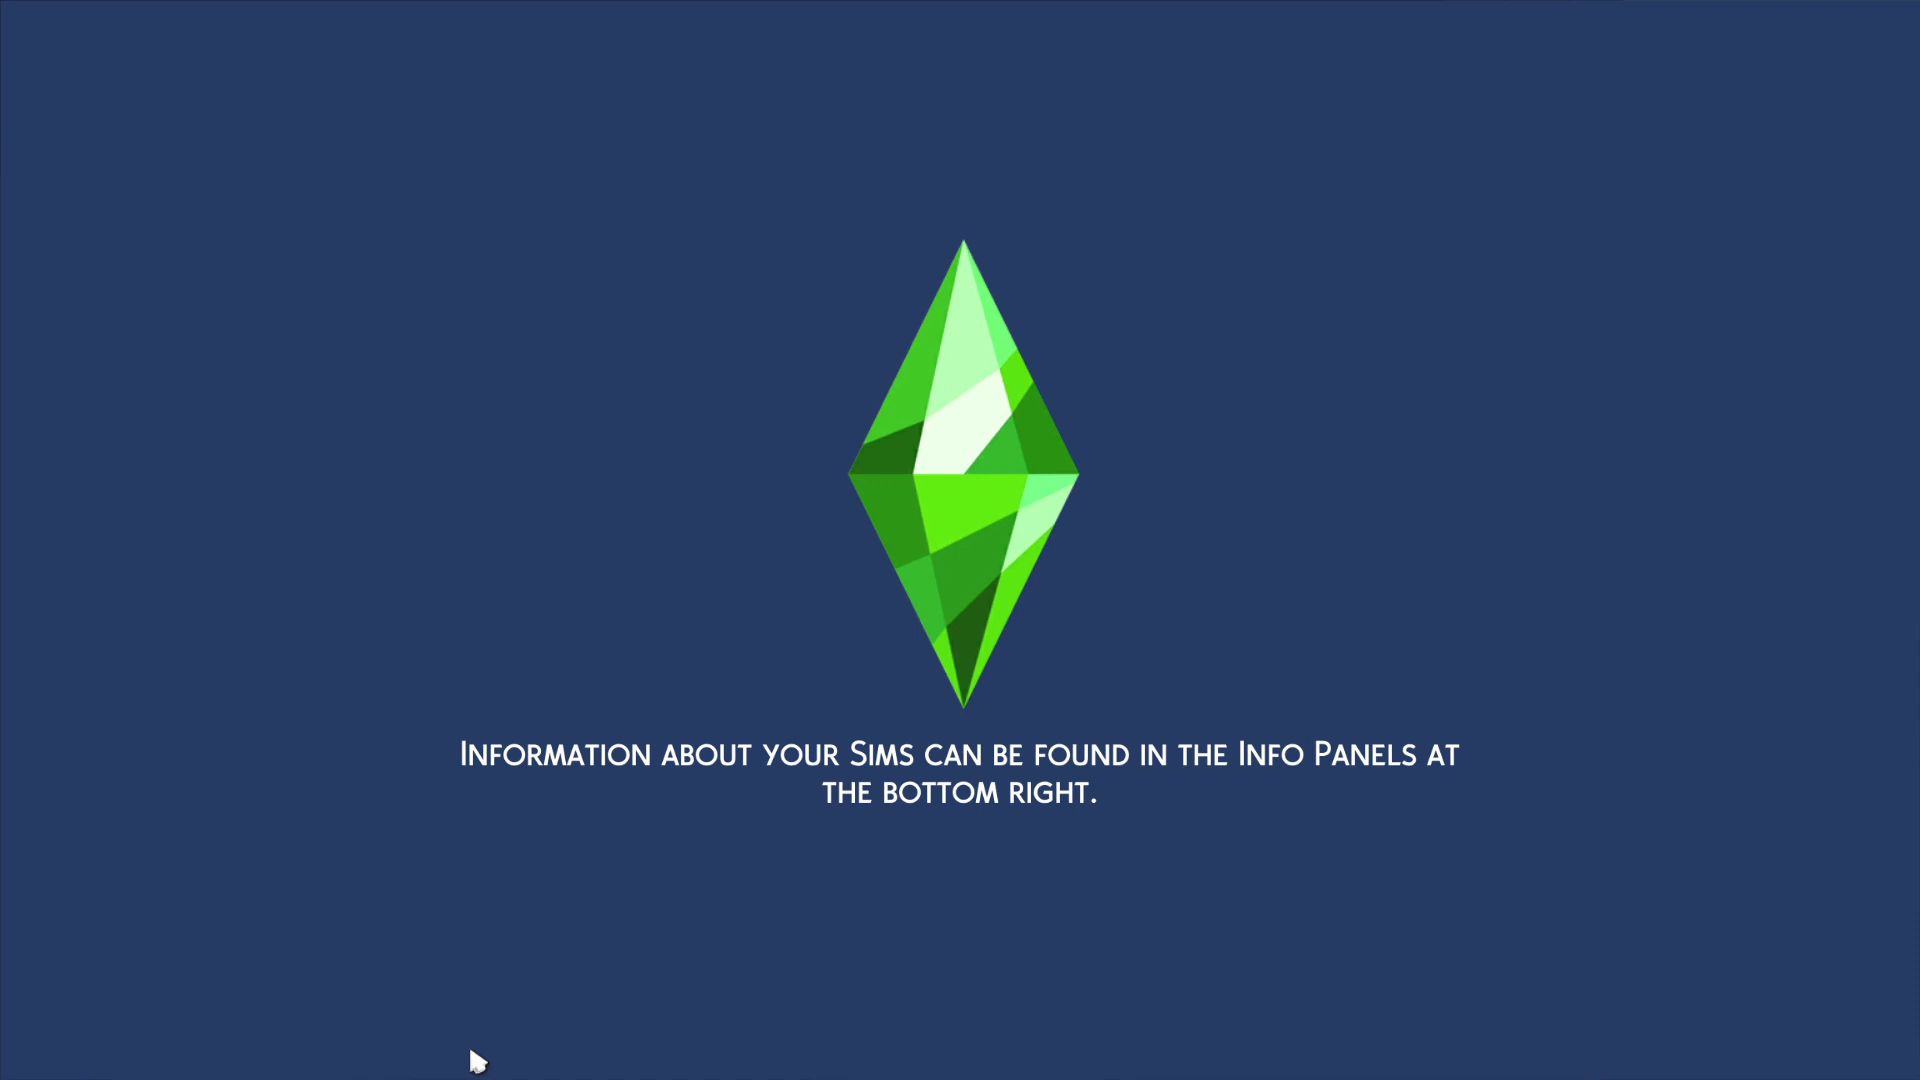 Information about your Sims can be found in the Info Panels at
the bottom right.